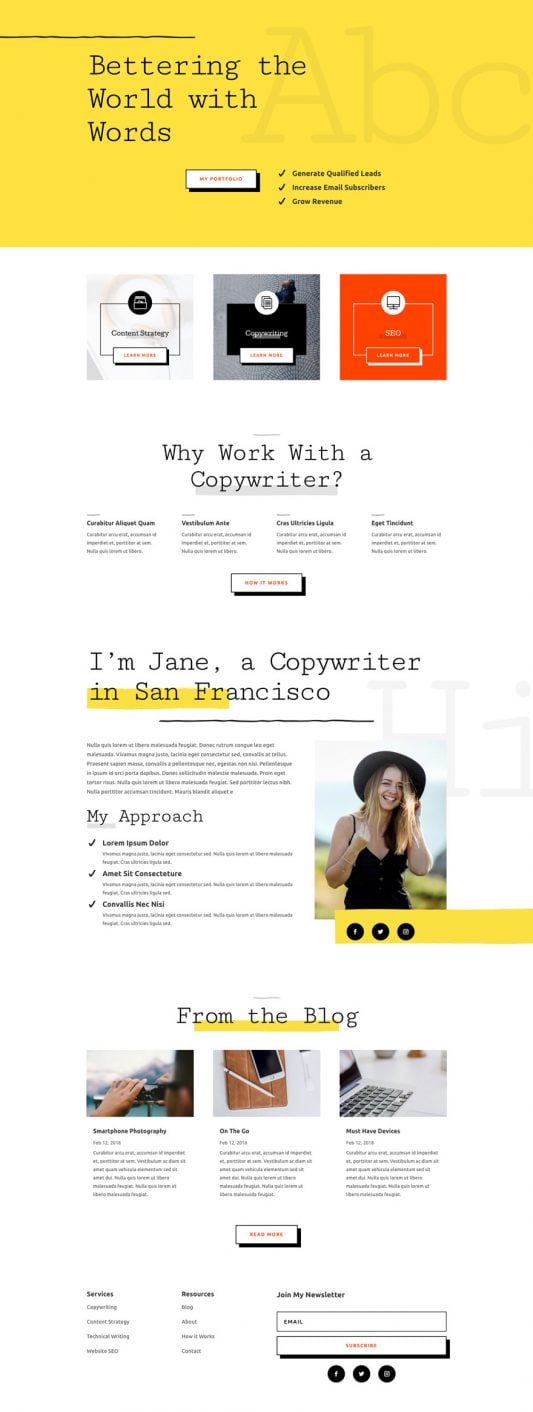 Abc
Bettering the
World with
Words
MY PORTFOLIO
Generate Qualified Leads
Increase Email Subscribers
Grow Revenue
Content Strategy
LEARN MORE
Copywriting
LEARN MORE
SEO
LEARN MORE
Why Work With a
Copywriter?
Curabitur Aliquet Quam
Curabitur arcu erat, accumsan id
imperdiet et, porttitor at sem.
Nulla quis lorem ut libero.
Vestibulum Ante
Curabitur arcu erat, accumsan id
imperdiet et, porttitor at sem.
Nulla quis lorem ut libero.
Cras Ultricies Ligula
Curabitur arcu erat, accumsan id
imperdiet et, porttitor at sem.
Nulla quis lorem ut libero.
Eget Tincidunt
Curabitur arcu erat, accumsan id
imperdiet et, porttitor at sem.
Nulla quis lorem ut libero.
HOW IT WORKS
Hi
I'm Jane, a Copywriter
in San Francisco
Nulla quis lorem ut libero malesuada feugiat. Donec rutrum congue leo eget
malesuada. Vivamus magna justo, lacinia eget consectetur sed, convallis at tellus.
Praesent sapien massa, convallis a pellentesque nec, egestas non nisi. Pellentesque
in ipsum id orci porta dapibus. Donec sollicitudin molestie malesuada. Proin eget
tortor risus. Nulla quis lorem ut libero malesuada feugiat. Sed porttitor lectus nibh.
Nulla porttitor accumsan tincidunt. Mauris blandit aliquet e
My Approach
Lorem Ipsum Dolor
Vivamus magna justo, lacinia eget consectetur sed. Nulla quis lorem ut libero malesuada
feugiat. Cras ultricies ligula sed.
Amet Sit Consecteture
Vivamus magna justo, lacinia eget consectetur sed. Nulla quis lorem ut libero malesuada
feugiat. Cras ultricies ligula sed.
Convallis Nec Nisi
Vivamus magna justo, lacinia eget consectetur sed. Nulla quis lorem ut libero malesuada
feugiat. Cras ultricies ligula sed.
From the Blog
Smartphone Photography
Feb 12, 2018
Curabitur arcu erat, accumsan id imperdiet
et, porttitor at sem. Vestibulum ac diam sit
amet quam vehicula elementum sed sit
amet dui. Nulla quis lorem ut libero
malesuada feugiat. Nulla quis lorem ut
libero malesuada feugiat.
On The Go
Feb 12, 2018
Curabitur arcu erat, accumsan id imperdiet
et, porttitor at sem. Vestibulum ac diam sit
amet quam vehicula elementum sed sit
amet dui. Nulla quis lorem ut libero
malesuada feugiat. Nulla quis lorem ut
libero malesuada feugiat.
Must Have Devices
Feb 12, 2018
Curabitur arcu erat, accumsan id imperdiet
et, porttitor at sem. Vestibulum ac diam sit
amet quam vehicula elementum sed sit
amet dui. Nulla quis lorem ut libero
malesuada feugiat. Nulla quis lorem ut
libero malesuada feugiat.
READ MORE
Services
Copywriting
Content Strategy
Technical Writing
Website SEO
Resources
Blog
About
How it Works
Contact
Join My Newsletter
EMAIL
SUBSCRIBE